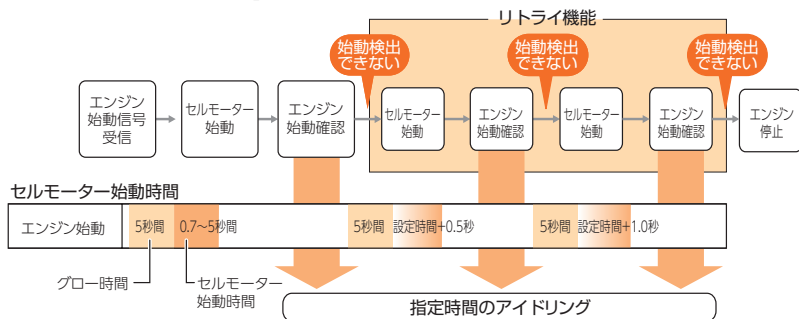 リトライ機能
始動検出
できない
始動検出
できない
始動検出
できない
エンジン
始動信号
受信
セルモーター
始動
エンジン
始動確認
セルモーター
始動
エンジン
始動確認
セルモーター
始動
エンジン
始動確認
エンジン
停止
セルモーター始動時間
エンジン始動
5秒間
0.7～5秒間
5秒間
設定時間+0.5秒
5秒間
設定時間+1.0秒
グロー時間
セルモーター
始動時間
指定時間のアイドリング